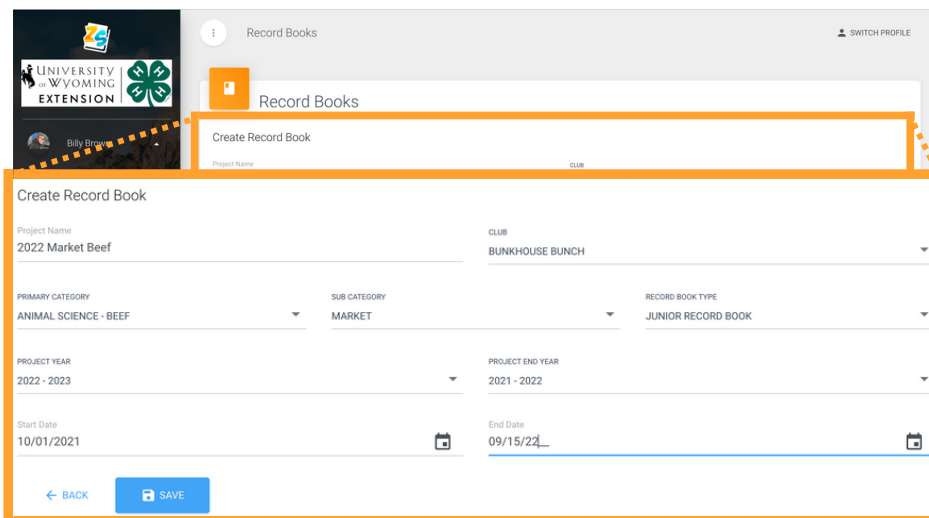 ZS
Record Books
SWITCH PROFILE
UNIVERSITY
OF WYOMING
EXTENSION
H H H H
Record Books
Billy Brown
Create Record Book
Project Name
CLUB
Create Record Book
Project Name
CLUB
2022 Market Beef
BUNKHOUSE BUNCH
PRIMARY CATEGORY
SUB CATEGORY
RECORD BOOK TYPE
ANIMAL SCIENCE - BEEF
MARKET
JUNIOR RECORD BOOK
PROJECT YEAR
PROJECT END YEAR
2022 - 2023
2021 - 2022
Start Date
End Date
10/01/2021
09/15/22__
BACK
SAVE